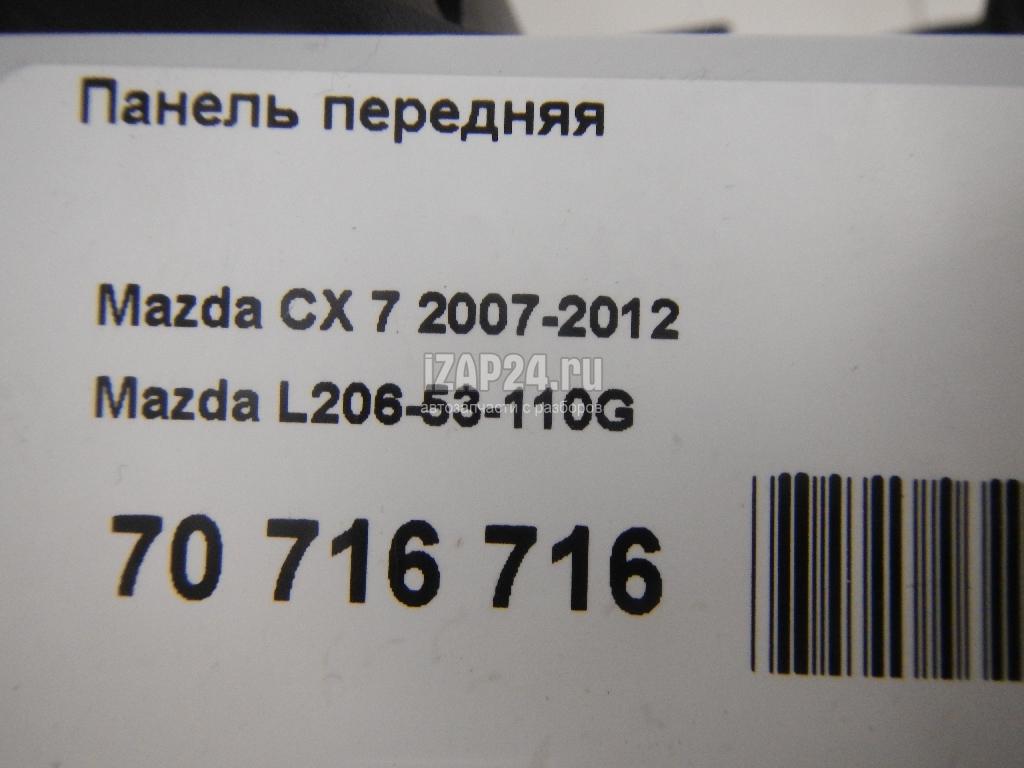 Панель передняя
Mazda CX 7 2007-2012
iZAP24.ru
Mazda L206-53-110G
автозапчасти с разборов
70 716 716